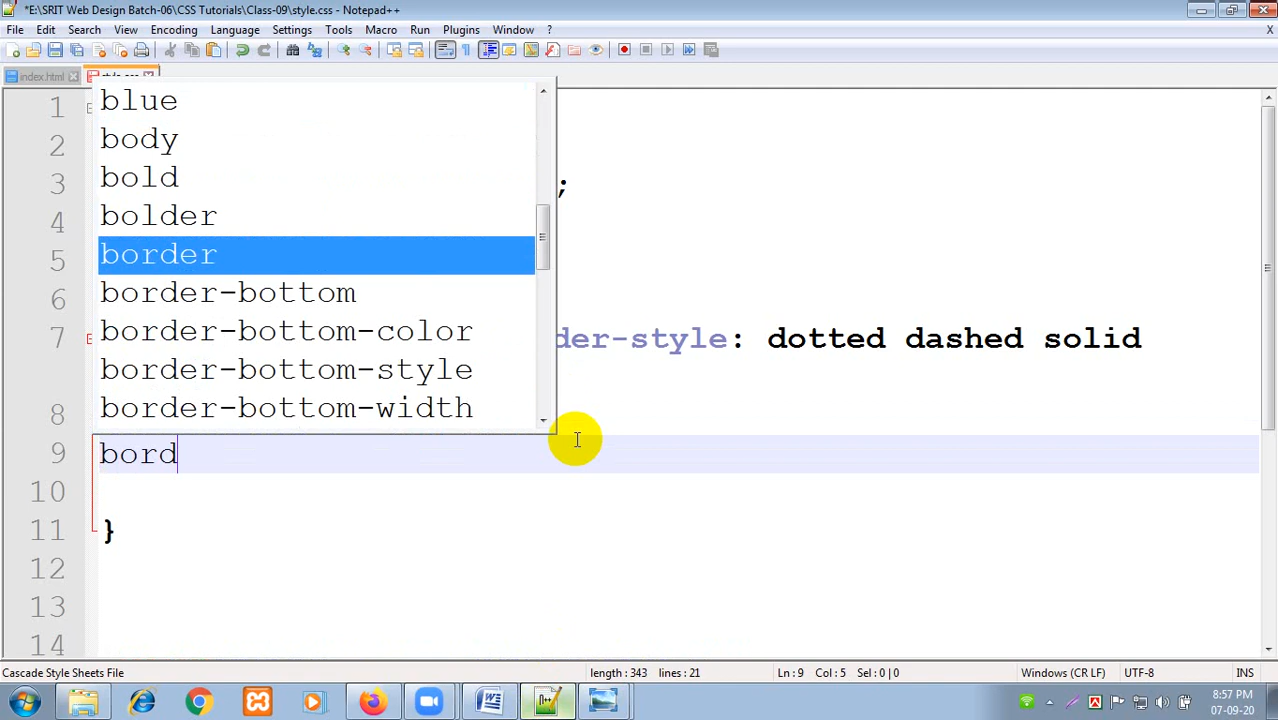 *E:\SRIT Web Design Batch-06\CSS Tutorials\Class-09\style.css - Notepad++
File Edit Search View Encoding Language Settings Tools Macro Run Plugins Window ? X
index.html style.css
1
2
3 ;
4
5
6
7 der-style: dotted dashed solid
8
9 bord
10
11 }
12
13
14
blue
body
bold
bolder
border
border-bottom
border-bottom-color
border-bottom-style
border-bottom-width
Cascade Style Sheets File length : 343 lines : 21 Ln : 9 Col : 5 Sel : 0 | 0 Windows (CR LF) UTF-8 INS
8:57 PM
07-09-20